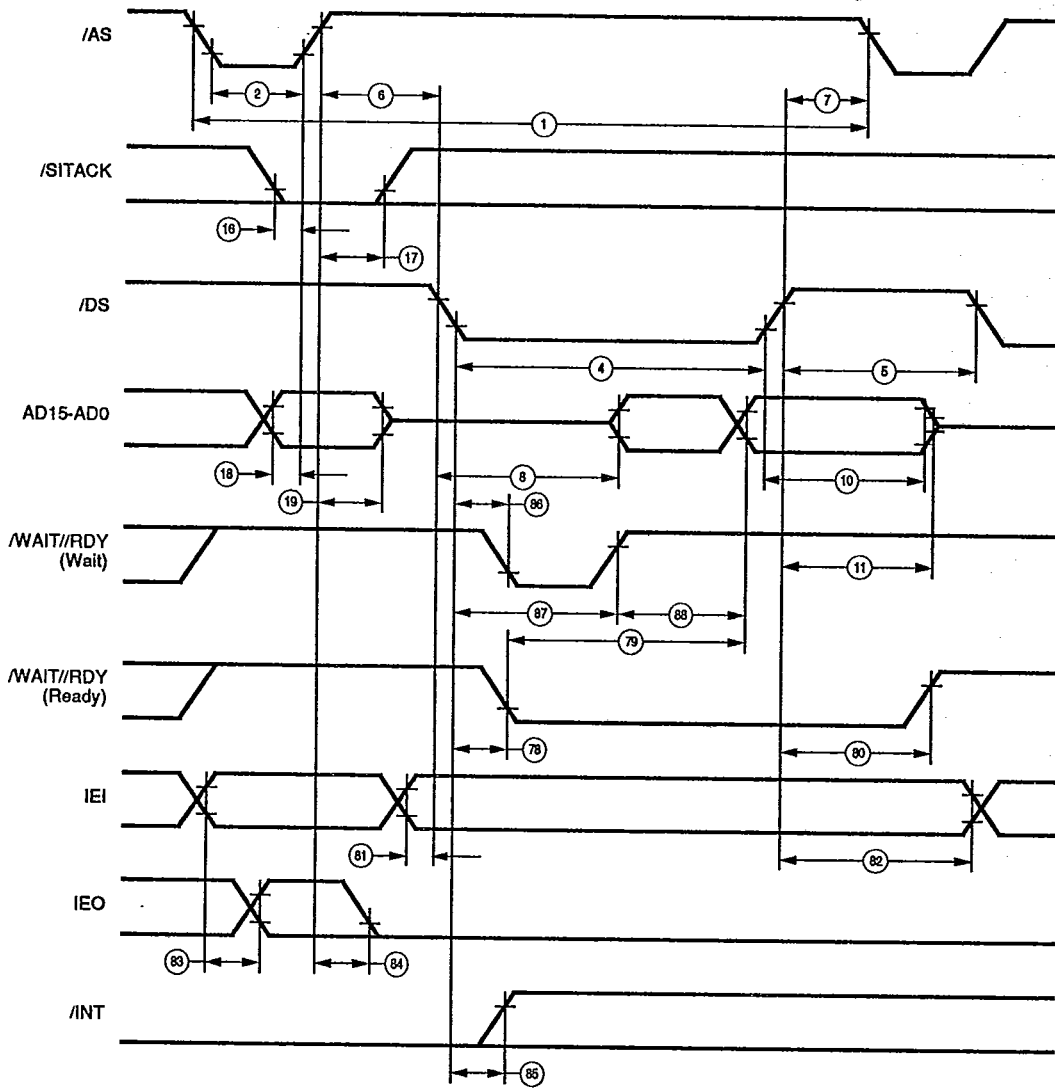 /AS
2
6
7
1
/SITACK
16
17
/DS
4
5
AD15-AD0
18
8
10
19
86
/WAIT//RDY
(Wait)
11
87
88
79
/WAIT//RDY
(Ready)
78
80
IEI
81
82
IEO
83
84
/INT
85